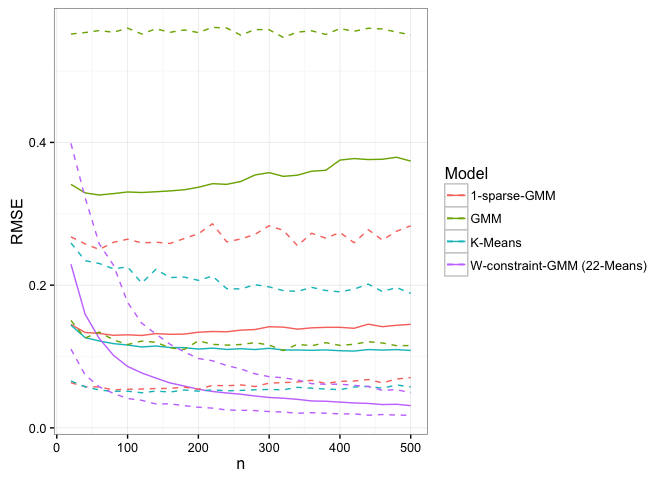 RMSE
0.4
0.2
0.0
0
100
200
300
400
500
n
Model
1-sparse-GMM
GMM
K-Means
W-constraint-GMM (22-Means)